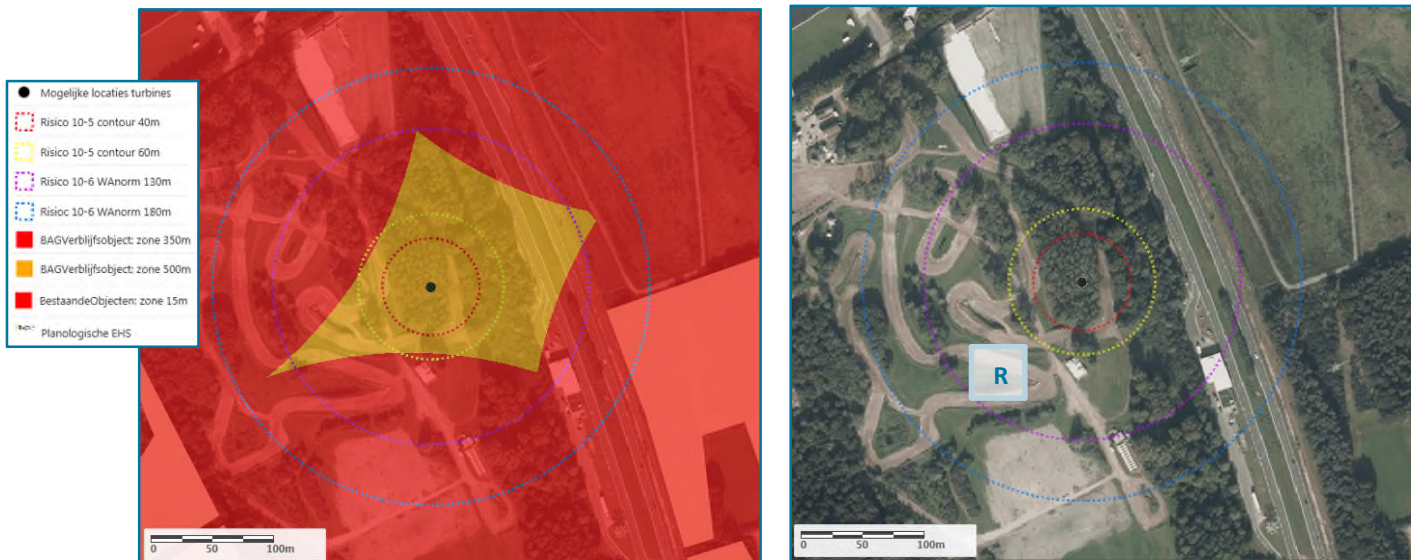 Mogelijke locaties turbines
Risico 10-5 contour 40m
Risico 10-5 contour 60m
Risico 10-6 WAnorm 130m
Risioc 10-6 WAnorm 180m
BAGVerblijfsobject: zone 350m
BAGVerblijfsobject: zone 500m
BestaandeObjecten: zone 15m
Planologische EHS
0 50 100m
R
0 50 100m